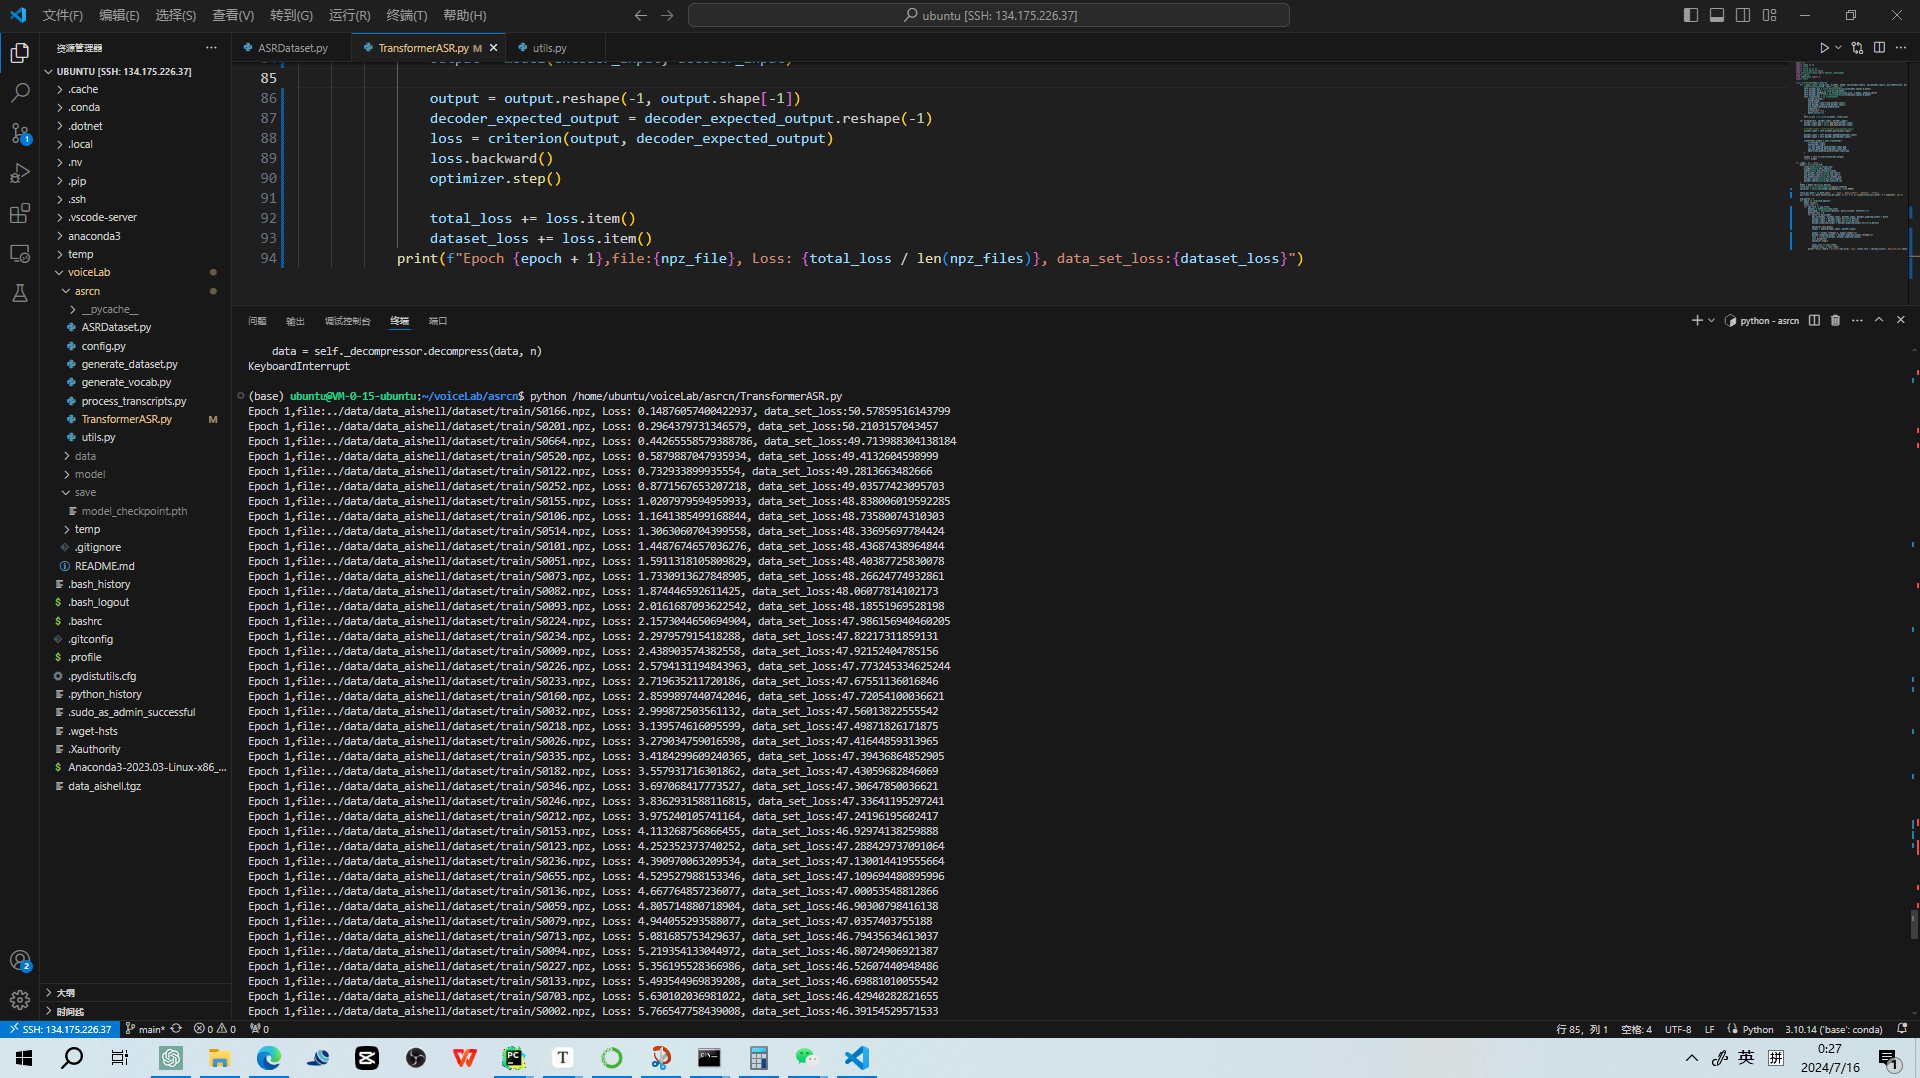 文件(F) 编辑(E) 选择(S) 查看(V) 转到(G) 运行(R) 终端(T) 帮助(H)
ubuntu [SSH: 134.175.226.37]
资源管理器
ASRDataset.py
TransformerASR.py M
utils.py
UBUNTU [SSH: 134.175.226.37]
.cache
.conda
.dotnet
.local
.nv
.pip
.ssh
.vscode-server
anaconda3
temp
voiceLab
asrcn
__pycache__
ASRDataset.py
config.py
generate_dataset.py
generate_vocab.py
process_transcripts.py
TransformerASR.py M
utils.py
data
model
save
model_checkpoint.pth
temp
.gitignore
README.md
.bash_history
.bash_logout
.bashrc
.gitconfig
.profile
.pydistutils.cfg
.python_history
.sudo_as_admin_successful
.wget-hsts
.Xauthority
Anaconda3-2023.03-Linux-x86_...
data_aishell.tgz
大纲
时间线
85
86 output = output.reshape(-1, output.shape[-1])
87 decoder_expected_output = decoder_expected_output.reshape(-1)
88 loss = criterion(output, decoder_expected_output)
89 loss.backward()
90 optimizer.step()
91
92 total_loss += loss.item()
93 dataset_loss += loss.item()
94 print(f"Epoch {epoch + 1},file:{npz_file}, Loss: {total_loss / len(npz_files)}, data_set_loss:{dataset_loss}")
问题 输出 调试控制台 终端 端口
python - asrcn
data = self._decompressor.decompress(data, n)
KeyboardInterrupt
(base) ubuntu@VM-0-15-ubuntu:~/voiceLab/asrcn$ python /home/ubuntu/voiceLab/asrcn/TransformerASR.py
Epoch 1,file:../data/data_aishell/dataset/train/S0166.npz, Loss: 0.14876057400422937, data_set_loss:50.57859516143799
Epoch 1,file:../data/data_aishell/dataset/train/S0201.npz, Loss: 0.2964379731346579, data_set_loss:50.2103157043457
Epoch 1,file:../data/data_aishell/dataset/train/S0664.npz, Loss: 0.44265558579388786, data_set_loss:49.713988304138184
Epoch 1,file:../data/data_aishell/dataset/train/S0520.npz, Loss: 0.5879887047935934, data_set_loss:49.4132604598999
Epoch 1,file:../data/data_aishell/dataset/train/S0122.npz, Loss: 0.732933899935554, data_set_loss:49.2813663482666
Epoch 1,file:../data/data_aishell/dataset/train/S0252.npz, Loss: 0.8771567653207218, data_set_loss:49.03577423095703
Epoch 1,file:../data/data_aishell/dataset/train/S0155.npz, Loss: 1.0207979594959933, data_set_loss:48.838006019592285
Epoch 1,file:../data/data_aishell/dataset/train/S0106.npz, Loss: 1.1641385499168844, data_set_loss:48.73580074310303
Epoch 1,file:../data/data_aishell/dataset/train/S0514.npz, Loss: 1.3063060704399558, data_set_loss:48.33695697784424
Epoch 1,file:../data/data_aishell/dataset/train/S0101.npz, Loss: 1.4487674657036276, data_set_loss:48.43687438964844
Epoch 1,file:../data/data_aishell/dataset/train/S0051.npz, Loss: 1.5911318105809829, data_set_loss:48.40387725830078
Epoch 1,file:../data/data_aishell/dataset/train/S0073.npz, Loss: 1.7330913627848905, data_set_loss:48.26624774932861
Epoch 1,file:../data/data_aishell/dataset/train/S0082.npz, Loss: 1.874446592611425, data_set_loss:48.06077814102173
Epoch 1,file:../data/data_aishell/dataset/train/S0093.npz, Loss: 2.0161687093622542, data_set_loss:48.18551969528198
Epoch 1,file:../data/data_aishell/dataset/train/S0224.npz, Loss: 2.1573044650694904, data_set_loss:47.986156940460205
Epoch 1,file:../data/data_aishell/dataset/train/S0234.npz, Loss: 2.297957915418288, data_set_loss:47.82217311859131
Epoch 1,file:../data/data_aishell/dataset/train/S0009.npz, Loss: 2.438903574382558, data_set_loss:47.92152404785156
Epoch 1,file:../data/data_aishell/dataset/train/S0226.npz, Loss: 2.5794131194843963, data_set_loss:47.773245334625244
Epoch 1,file:../data/data_aishell/dataset/train/S0233.npz, Loss: 2.719635211720186, data_set_loss:47.67551136016846
Epoch 1,file:../data/data_aishell/dataset/train/S0160.npz, Loss: 2.8599897440742046, data_set_loss:47.72054100036621
Epoch 1,file:../data/data_aishell/dataset/train/S0032.npz, Loss: 2.999872503561132, data_set_loss:47.56013822555542
Epoch 1,file:../data/data_aishell/dataset/train/S0218.npz, Loss: 3.139574616095599, data_set_loss:47.49871826171875
Epoch 1,file:../data/data_aishell/dataset/train/S0026.npz, Loss: 3.279034759016598, data_set_loss:47.41644859313965
Epoch 1,file:../data/data_aishell/dataset/train/S0335.npz, Loss: 3.4184299609240365, data_set_loss:47.39436864852905
Epoch 1,file:../data/data_aishell/dataset/train/S0182.npz, Loss: 3.557931716301862, data_set_loss:47.43059682846069
Epoch 1,file:../data/data_aishell/dataset/train/S0346.npz, Loss: 3.697068417773527, data_set_loss:47.30647850036621
Epoch 1,file:../data/data_aishell/dataset/train/S0246.npz, Loss: 3.8362931588116815, data_set_loss:47.33641195297241
Epoch 1,file:../data/data_aishell/dataset/train/S0212.npz, Loss: 3.975240105741164, data_set_loss:47.24196195602417
Epoch 1,file:../data/data_aishell/dataset/train/S0153.npz, Loss: 4.113268756866455, data_set_loss:46.92974138259888
Epoch 1,file:../data/data_aishell/dataset/train/S0123.npz, Loss: 4.252352373740252, data_set_loss:47.288429737091064
Epoch 1,file:../data/data_aishell/dataset/train/S0236.npz, Loss: 4.390970063209534, data_set_loss:47.130014419555664
Epoch 1,file:../data/data_aishell/dataset/train/S0655.npz, Loss: 4.529527988153346, data_set_loss:47.109694480895996
Epoch 1,file:../data/data_aishell/dataset/train/S0136.npz, Loss: 4.667764857236077, data_set_loss:47.00053548812866
Epoch 1,file:../data/data_aishell/dataset/train/S0059.npz, Loss: 4.805714880718904, data_set_loss:46.90300798416138
Epoch 1,file:../data/data_aishell/dataset/train/S0079.npz, Loss: 4.944055293588077, data_set_loss:47.0357403755188
Epoch 1,file:../data/data_aishell/dataset/train/S0713.npz, Loss: 5.081685753429637, data_set_loss:46.79435634613037
Epoch 1,file:../data/data_aishell/dataset/train/S0094.npz, Loss: 5.219354133044972, data_set_loss:46.80724906921387
Epoch 1,file:../data/data_aishell/dataset/train/S0227.npz, Loss: 5.356195528366986, data_set_loss:46.52607440948486
Epoch 1,file:../data/data_aishell/dataset/train/S0133.npz, Loss: 5.493544969839208, data_set_loss:46.69881010055542
Epoch 1,file:../data/data_aishell/dataset/train/S0703.npz, Loss: 5.630102036981022, data_set_loss:46.42940282821655
Epoch 1,file:../data/data_aishell/dataset/train/S0002.npz, Loss: 5.766547758439008, data_set_loss:46.39154529571533
SSH: 134.175.226.37 main* 0 0 0
行 85，列 1 空格: 4 UTF-8 LF Python 3.10.14 ('base': conda)
英 拼 0:27
2024/7/16